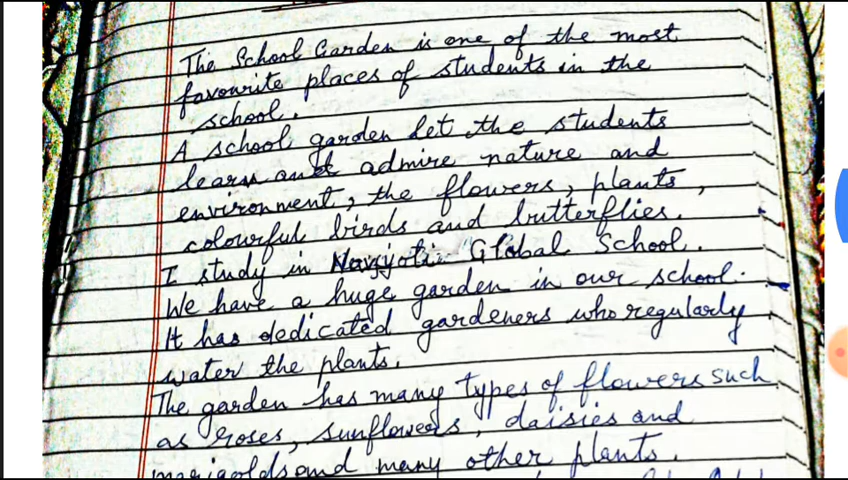 The School Garden is one of the most
favourite places of students in the
school.
A school garden let the students
learn and admire nature and
environment, the flowers, plants,
colourful birds and butterflies.
I study in Navjyoti Global School.
We have a huge garden in our school.
It has dedicated gardeners who regularly
water the plants.
The garden has many types of flowers such
as roses, sunflowers, daisies and
marigolds and many other plants.